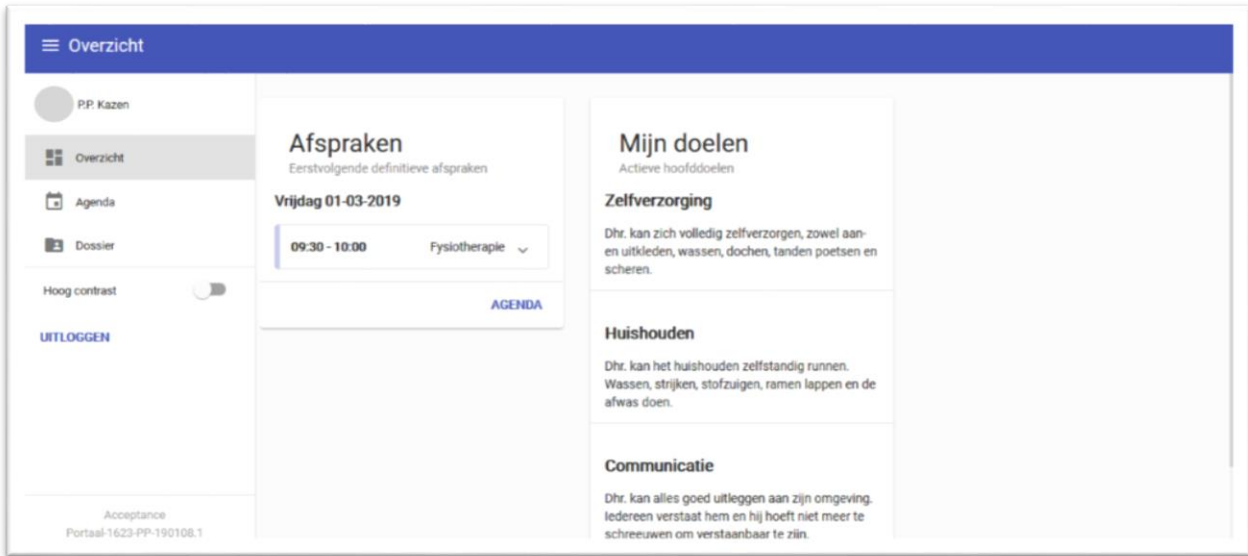 Overzicht
P.P. Kazen
Overzicht
Agenda
Dossier
Hoog contrast
UITLOGGEN
Acceptance
Portaal-1623-PP-190108.1
Afspraken
Eerstvolgende definitieve afspraken
Vrijdag 01-03-2019
09:30 - 10:00 Fysiotherapie
AGENDA
Mijn doelen
Actieve hoofddoelen
Zelfverzorging
Dhr. kan zich volledig zelfverzorgen, zowel aan-
en uitkleden, wassen, dochen, tanden poetsen en
scheren.
Huishouden
Dhr. kan het huishouden zelfstandig runnen.
Wassen, strijken, stofzuigen, ramen lappen en de
afwas doen.
Communicatie
Dhr. kan alles goed uitleggen aan zijn omgeving.
Iedereen verstaat hem en hij hoeft niet meer te
schreeuwen om verstaanbaar te zijn.